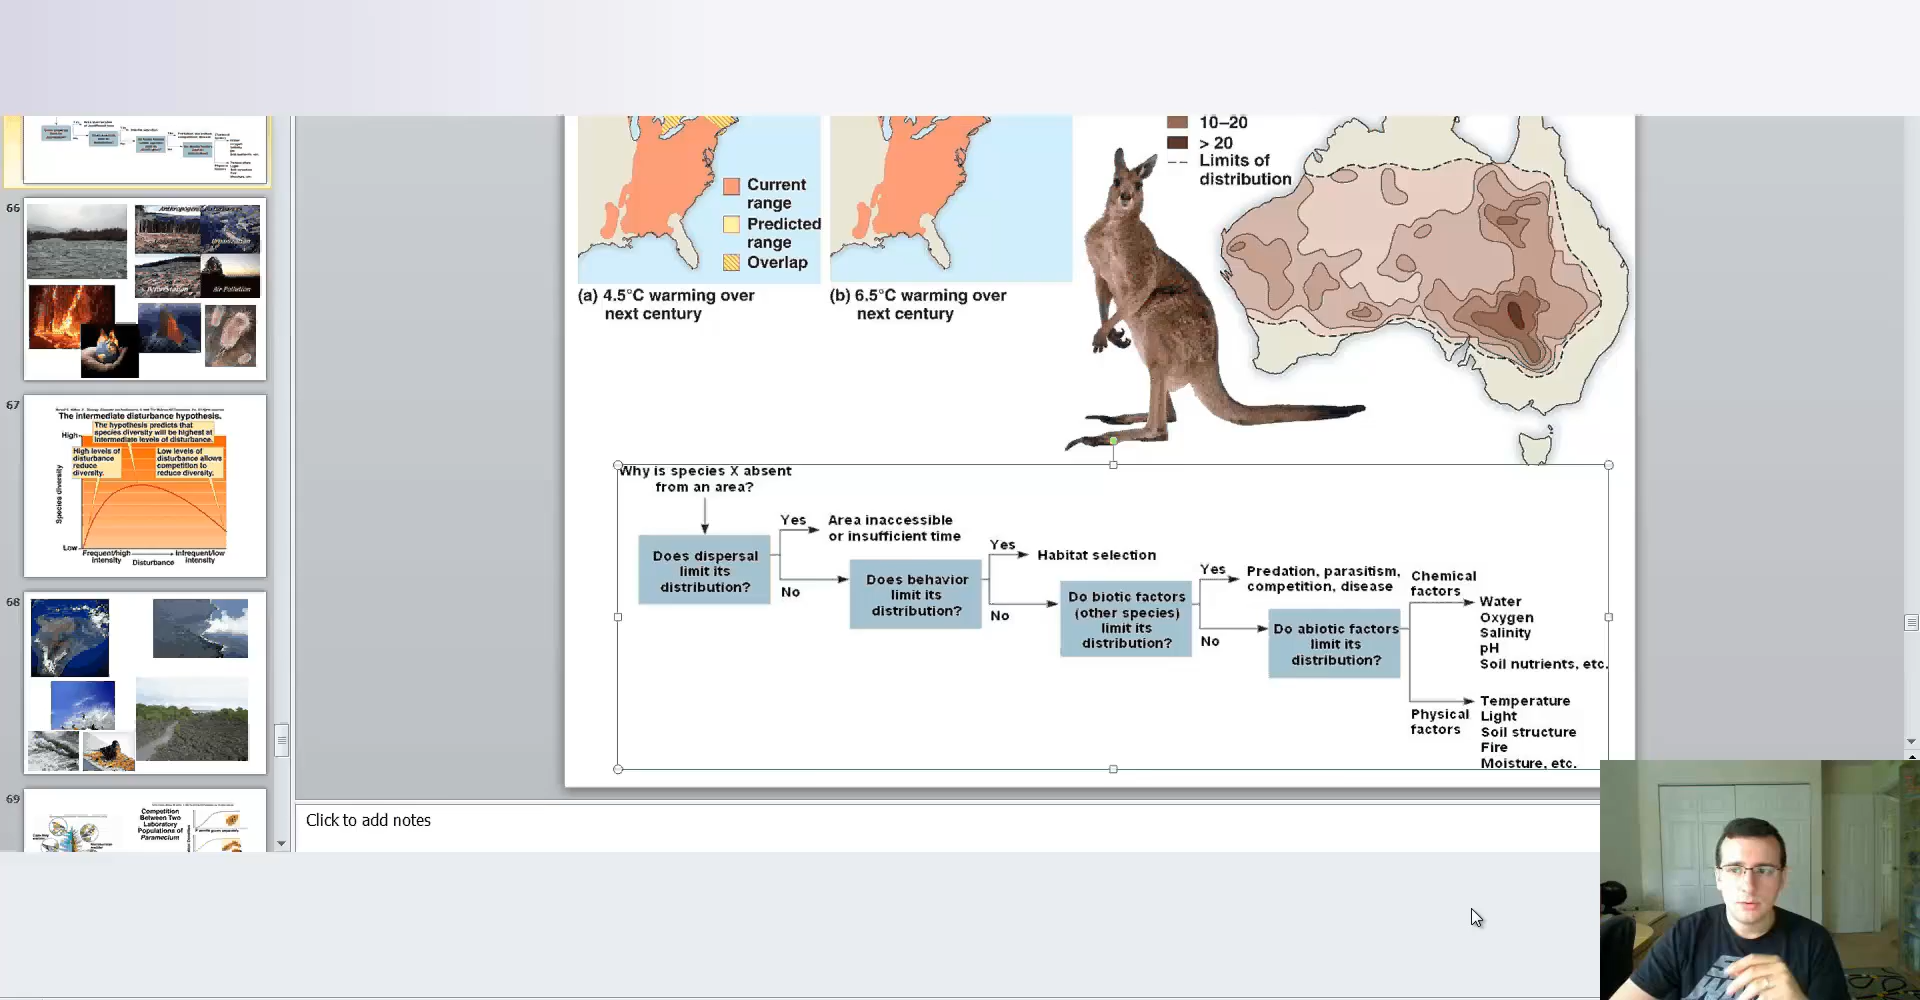 66
Anthropogenic Disturbances
Urbanization
Deforestation
Air Pollution
67
The intermediate disturbance hypothesis.
The hypothesis predicts that
species diversity will be highest at
intermediate levels of disturbance.
High
High levels of
disturbance
reduce
diversity.
Low levels of
disturbance allows
competition to
reduce diversity.
Species diversity
Low
Frequent/high
intensity
Disturbance
Infrequent/low
intensity
68
69
Competition
Between Two
Laboratory
Populations of
Paramecium
10–20
> 20
Limits of
distribution
Current
range
Predicted
range
Overlap
(a) 4.5°C warming over
next century
(b) 6.5°C warming over
next century
Why is species X absent
from an area?
Does dispersal
limit its
distribution?
Yes
Area inaccessible
or insufficient time
No
Does behavior
limit its
distribution?
Yes
Habitat selection
No
Do biotic factors
(other species)
limit its
distribution?
Yes
Predation, parasitism,
competition, disease
No
Do abiotic factors
limit its
distribution?
Chemical
factors
Water
Oxygen
Salinity
pH
Soil nutrients, etc.
Physical
factors
Temperature
Light
Soil structure
Fire
Moisture, etc.
Click to add notes